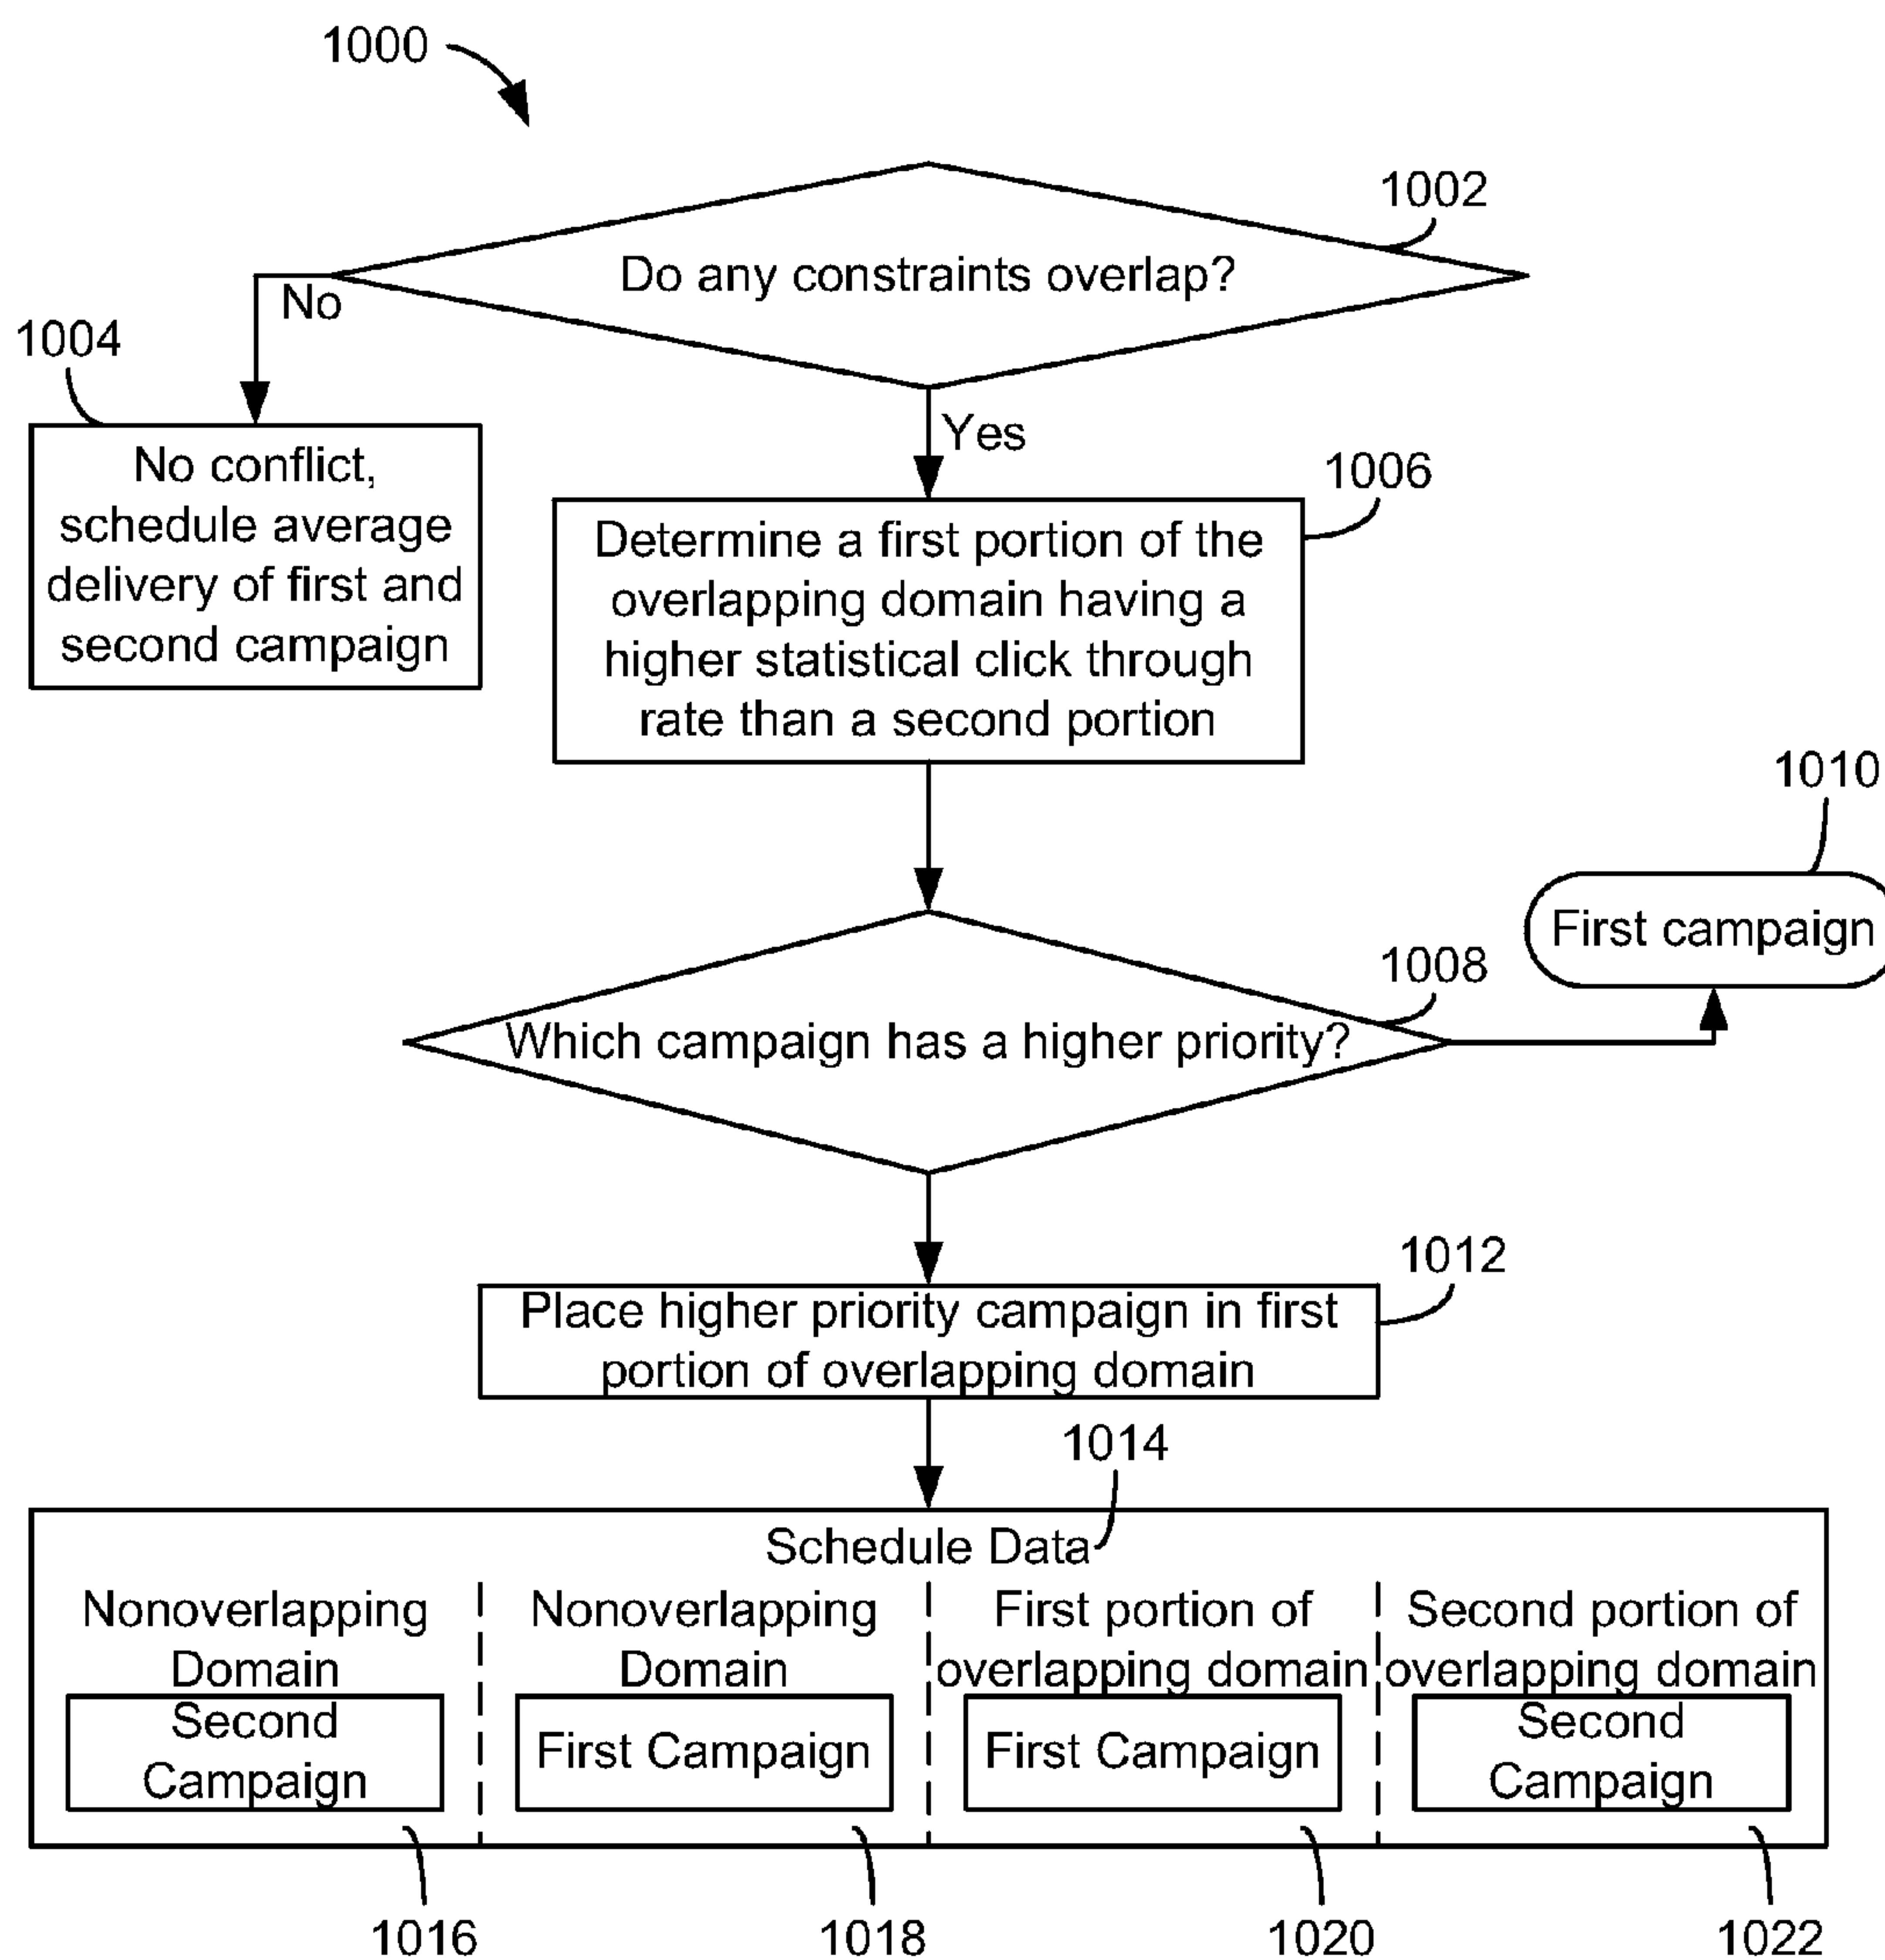 1000
1002
Do any constraints overlap?
No
1004
Yes
No conflict,
schedule average
delivery of first and
second campaign
1006
Determine a first portion of the
overlapping domain having a
higher statistical click through
rate than a second portion
1010
First campaign
1008
Which campaign has a higher priority?
1012
Place higher priority campaign in first
portion of overlapping domain
1014
Schedule Data
Nonoverlapping
Domain
Second
Campaign
Nonoverlapping
Domain
First Campaign
First portion of
overlapping domain
First Campaign
Second portion of
overlapping domain
Second
Campaign
1016
1018
1020
1022